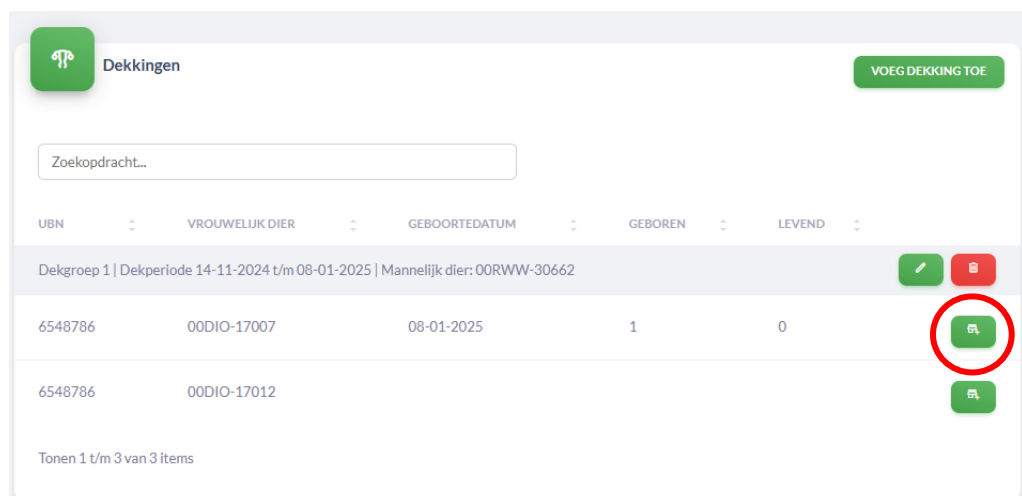 Dekkingen
VOEG DEKKING TOE
Zoekopdracht...
UBN VROUWELIJK DIER GEBOORTEDATUM GEBOREN LEVEND
Dekgroep 1 | Dekperiode 14-11-2024 t/m 08-01-2025 | Mannelijk dier: 00RWW-30662
6548786 00DIO-17007 08-01-2025 1 0
6548786 00DIO-17012
Tonen 1 t/m 3 van 3 items